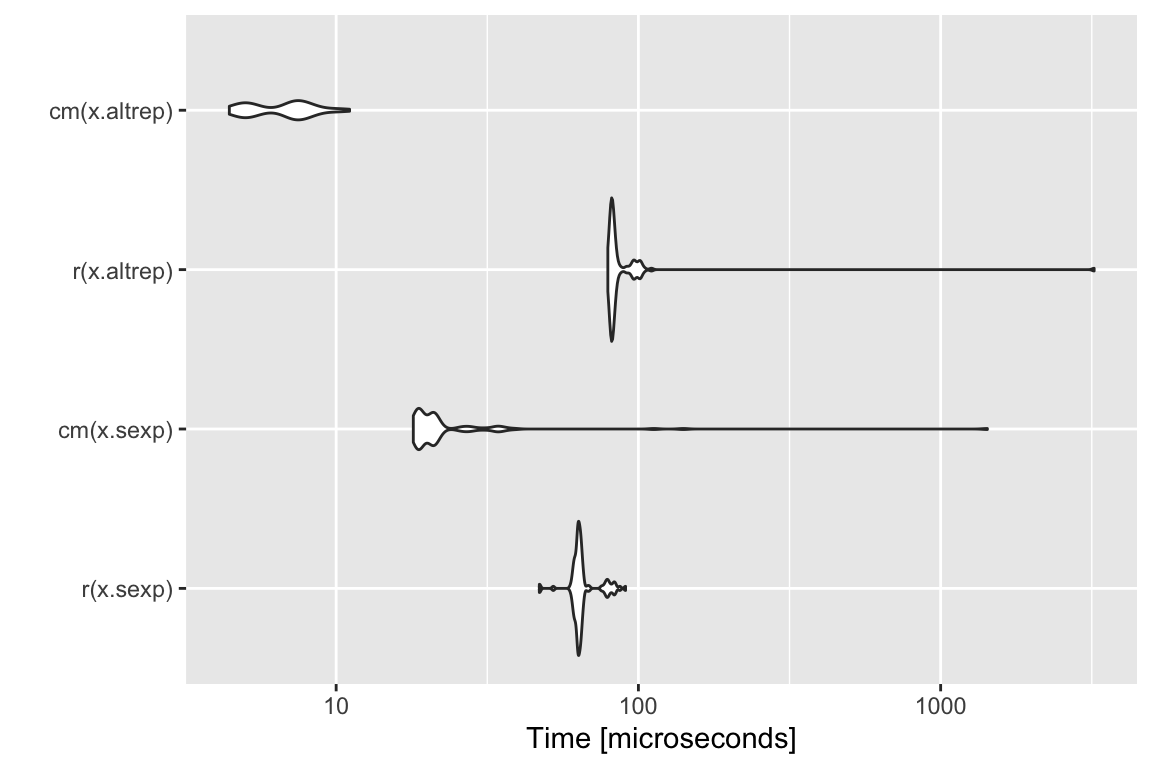 cm(x.altrep)
r(x.altrep)
cm(x.sexp)
r(x.sexp)
10 100 1000
Time [microseconds]